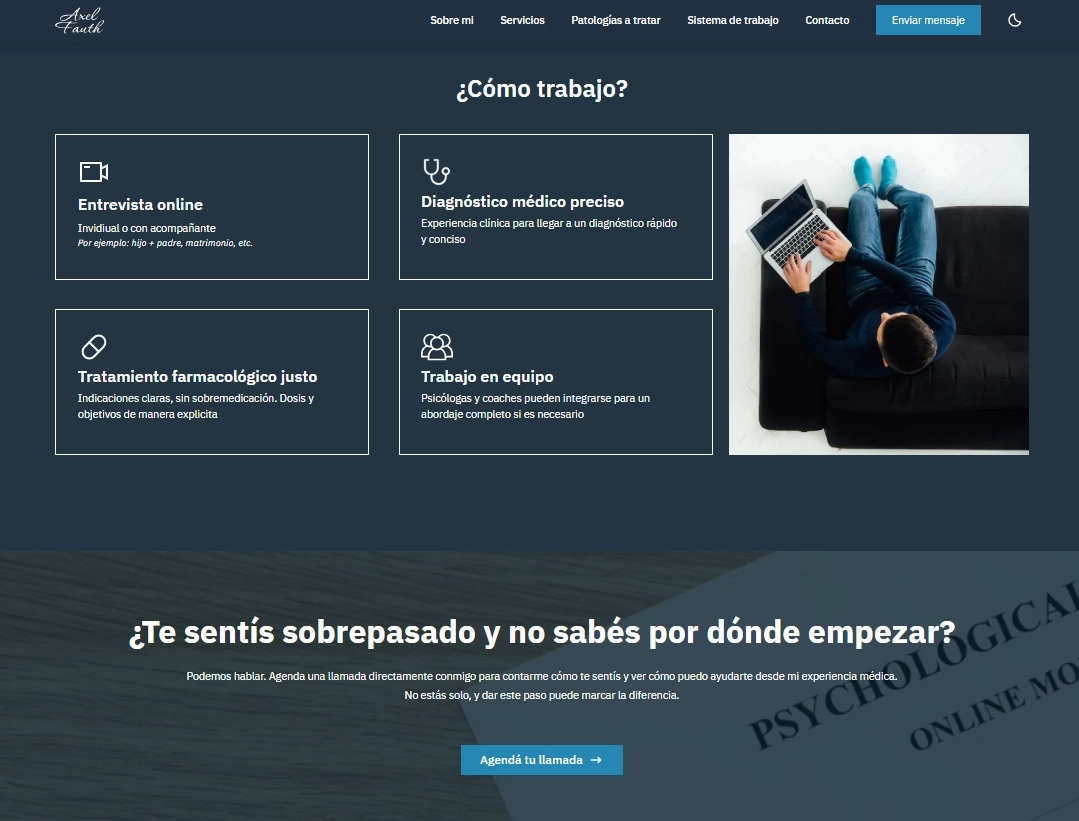 Axel
Fauth
Sobre mi
Servicios
Patologías a tratar
Sistema de trabajo
Contacto
Enviar mensaje
¿Cómo trabajo?
Entrevista online
Invidiual o con acompañante
Por ejemplo: hijo + padre, matrimonio, etc.
Diagnóstico médico preciso
Experiencia clínica para llegar a un diagnóstico rápido
y conciso
Tratamiento farmacológico justo
Indicaciones claras, sin sobremedicación. Dosis y
objetivos de manera explicita
Trabajo en equipo
Psicólogas y coaches pueden integrarse para un
abordaje completo si es necesario
¿Te sentís sobrepasado y no sabés por dónde empezar?
Podemos hablar. Agenda una llamada directamente conmigo para contarme cómo te sentís y ver cómo puedo ayudarte desde mi experiencia médica.
No estás solo, y dar este paso puede marcar la diferencia.
Agendá tu llamada →
PSYCHOLOGICAL
ONLINE MO